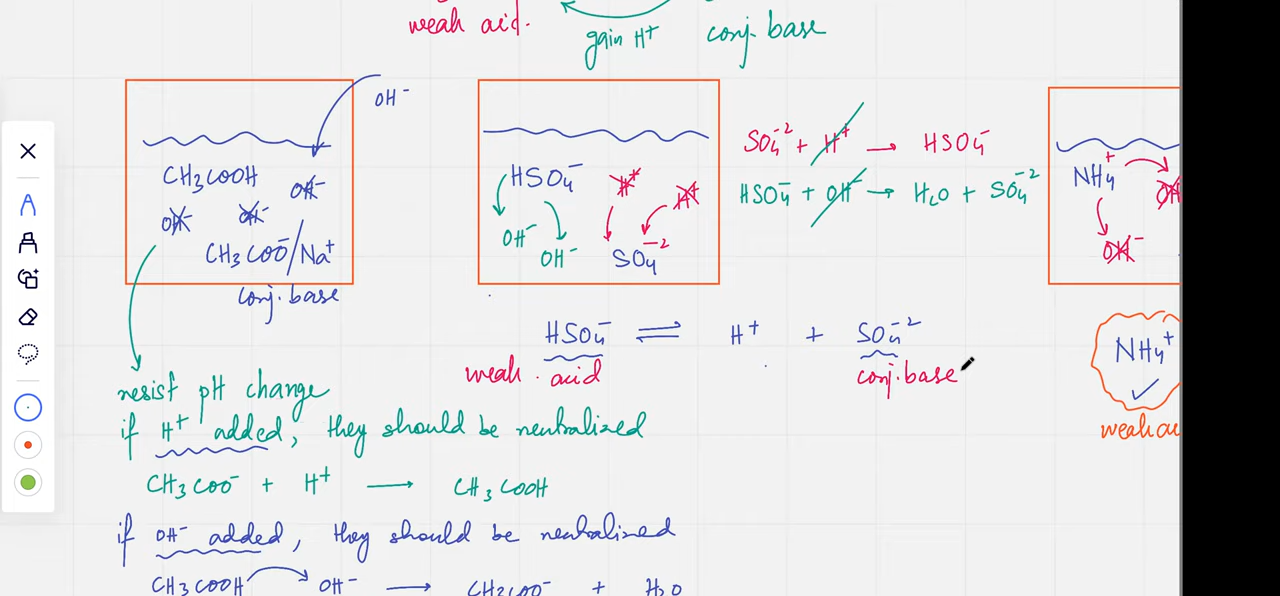 weak acid.
gain H⁺
conj. base
OH⁻
CH₃COOH
OH⁻
OH⁻
OH⁻
CH₃COO⁻/Na⁺
conj. base
HSO₄⁻
H⁺
H⁺
OH⁻
OH⁻
SO₄⁻²
SO₄⁻² + H⁺ → HSO₄⁻
HSO₄⁻ + OH⁻ → H₂O + SO₄⁻²
NH₄⁺
OH⁻
HSO₄⁻ ⇌ H⁺ + SO₄⁻²
weak acid
conj. base
NH₄⁺
✓
resist pH change
if H⁺ added, they should be neutralized
CH₃COO⁻ + H⁺ → CH₃COOH
if OH⁻ added, they should be neutralized
CH₃COOH OH⁻ → CH₃COO⁻ + H₂O